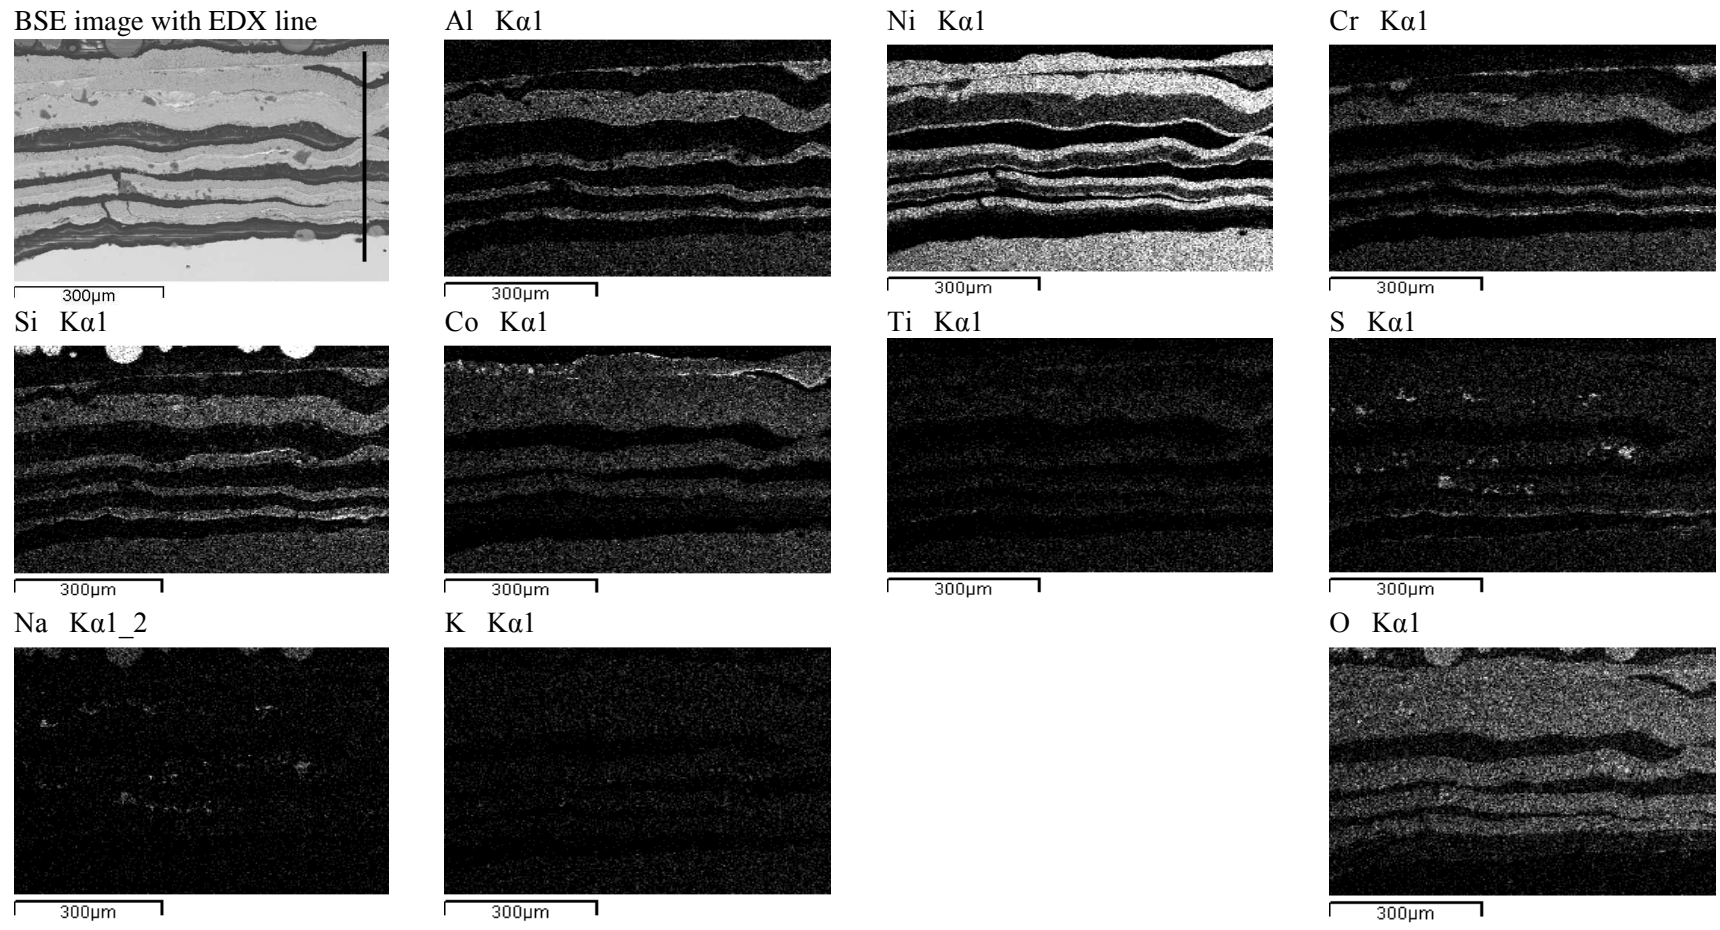 BSE image with EDX line
Al Kα1
Ni Kα1
Cr Kα1
300µm
300µm
300µm
300µm
Si Kα1
Co Kα1
Ti Kα1
S Kα1
300µm
300µm
300µm
300µm
Na Kα1_2
K Kα1
O Kα1
300µm
300µm
300µm